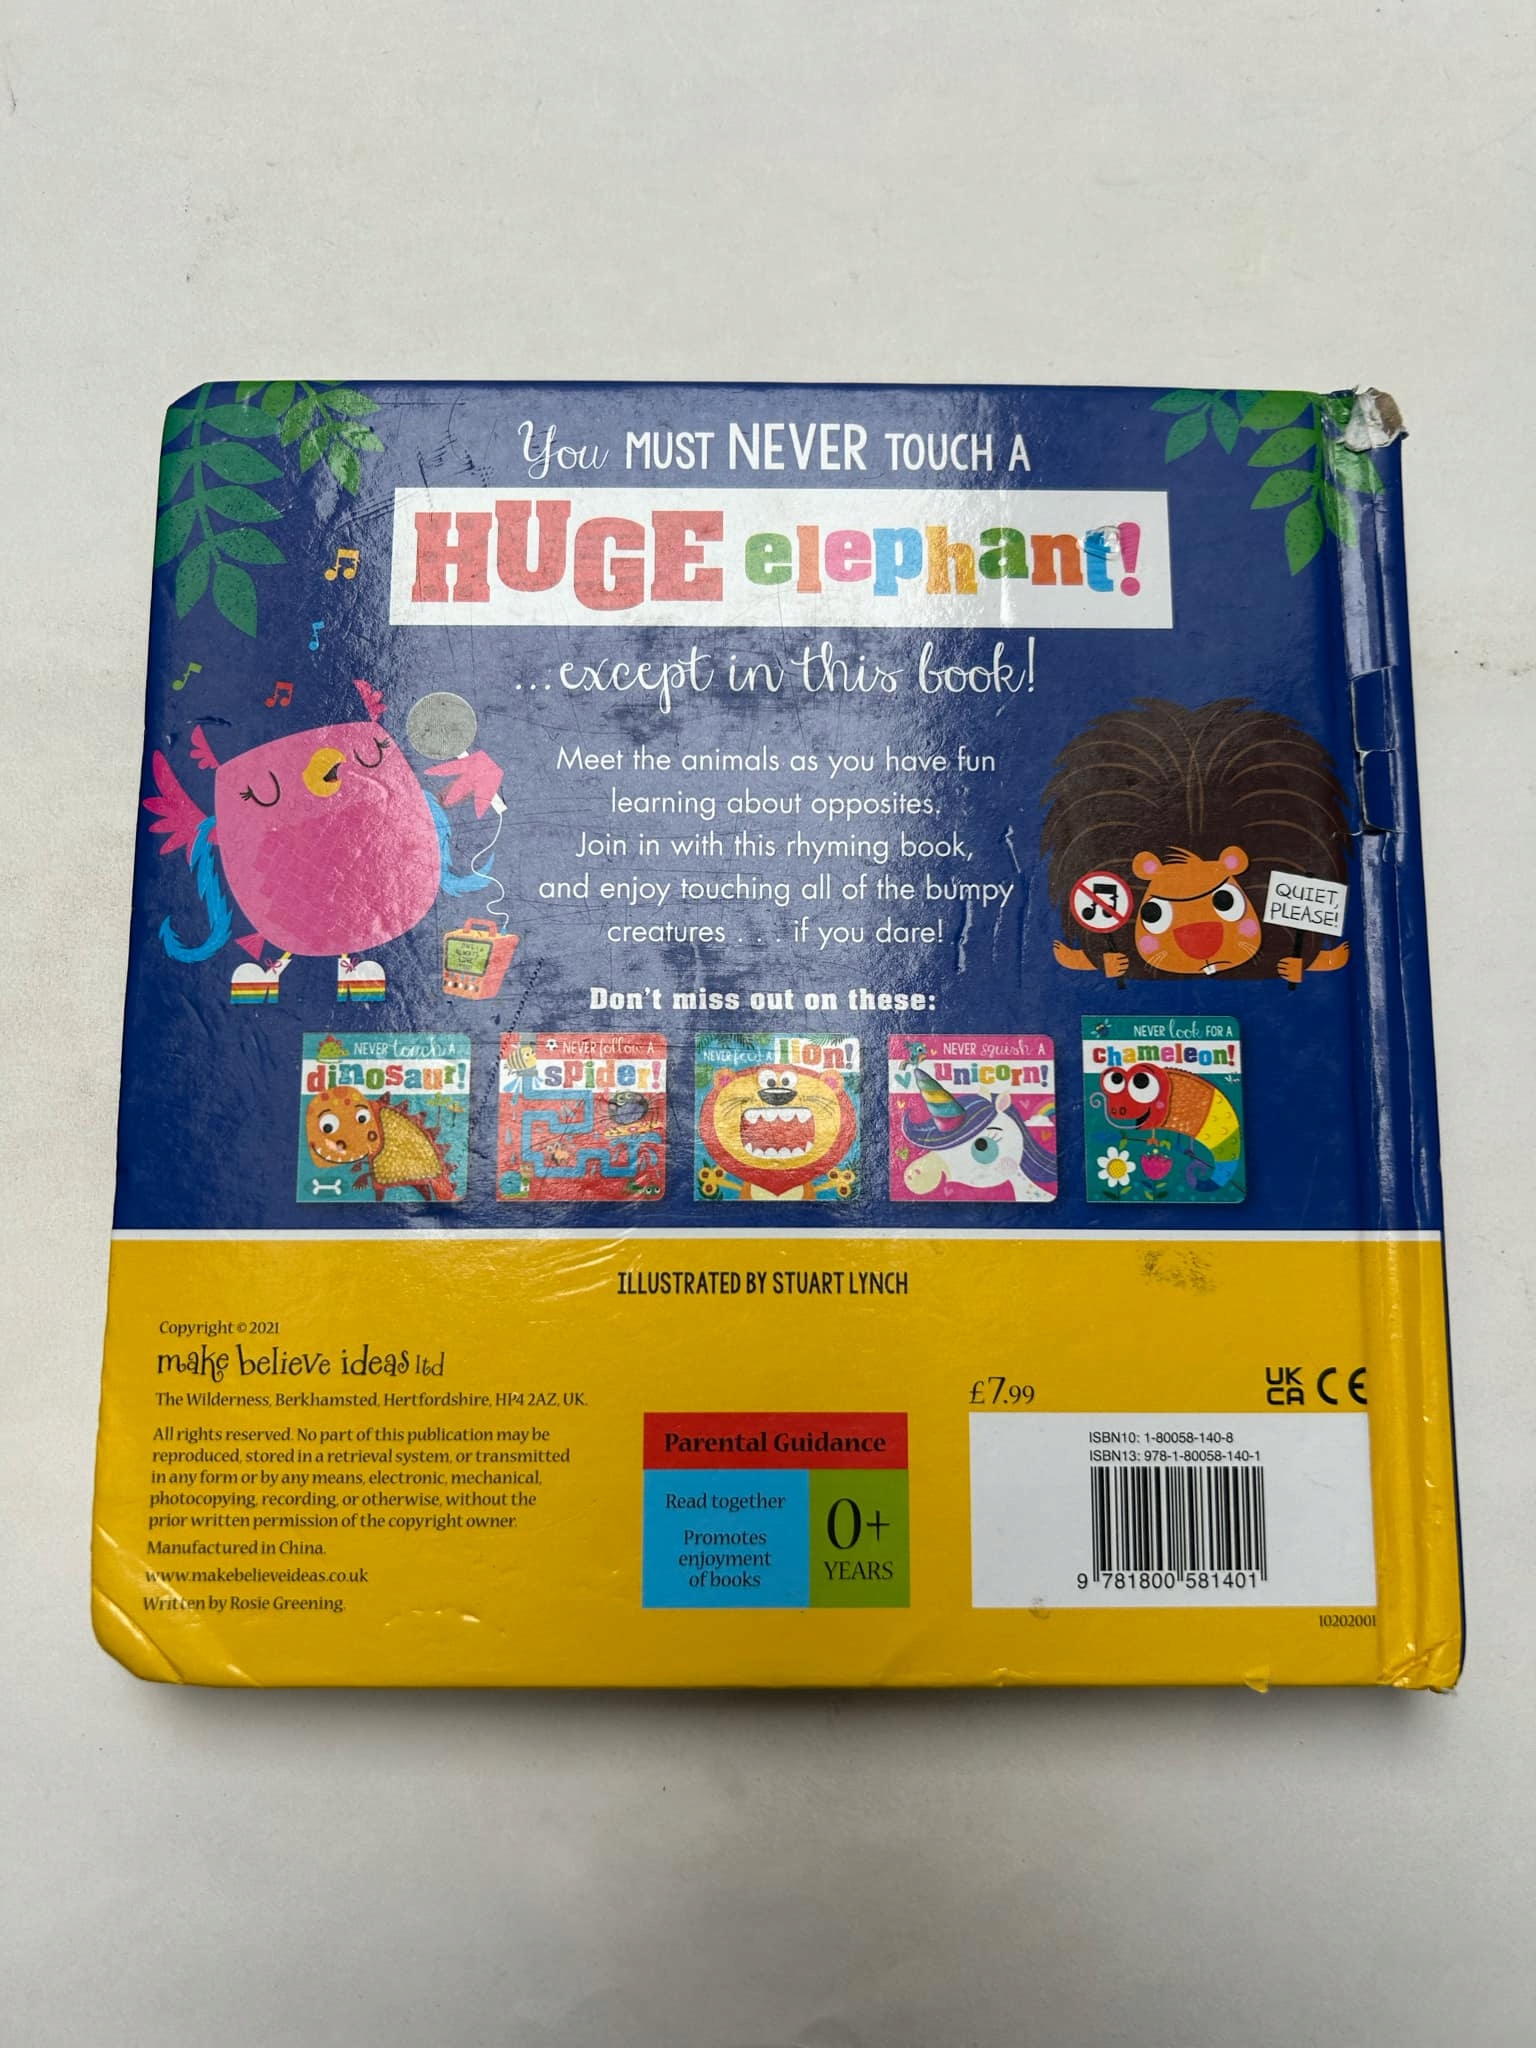 You MUST NEVER TOUCH A
HUGE elephant!
...except in this book!
Meet the animals as you have fun
learning about opposites.
Join in with this rhyming book,
and enjoy touching all of the bumpy
creatures . . . if you dare!
QUIET,
PLEASE!
Don't miss out on these:
NEVER touch A
dinosaur!
NEVER follow A
spider!
NEVER feed A
lion!
NEVER squish A
unicorn!
NEVER look FOR A
chameleon!
ILLUSTRATED BY STUART LYNCH
Copyright © 2021
make believe ideas ltd
The Wilderness, Berkhamsted, Hertfordshire, HP4 2AZ, UK.
All rights reserved. No part of this publication may be
reproduced, stored in a retrieval system, or transmitted
in any form or by any means, electronic, mechanical,
photocopying, recording, or otherwise, without the
prior written permission of the copyright owner.
Manufactured in China.
www.makebelieveideas.co.uk
Written by Rosie Greening.
Parental Guidance
Read together
Promotes
enjoyment
of books
0+
YEARS
£7.99
UK
CA CE
ISBN10: 1-80058-140-8
ISBN13: 978-1-80058-140-1
9 781800 581401
10202001